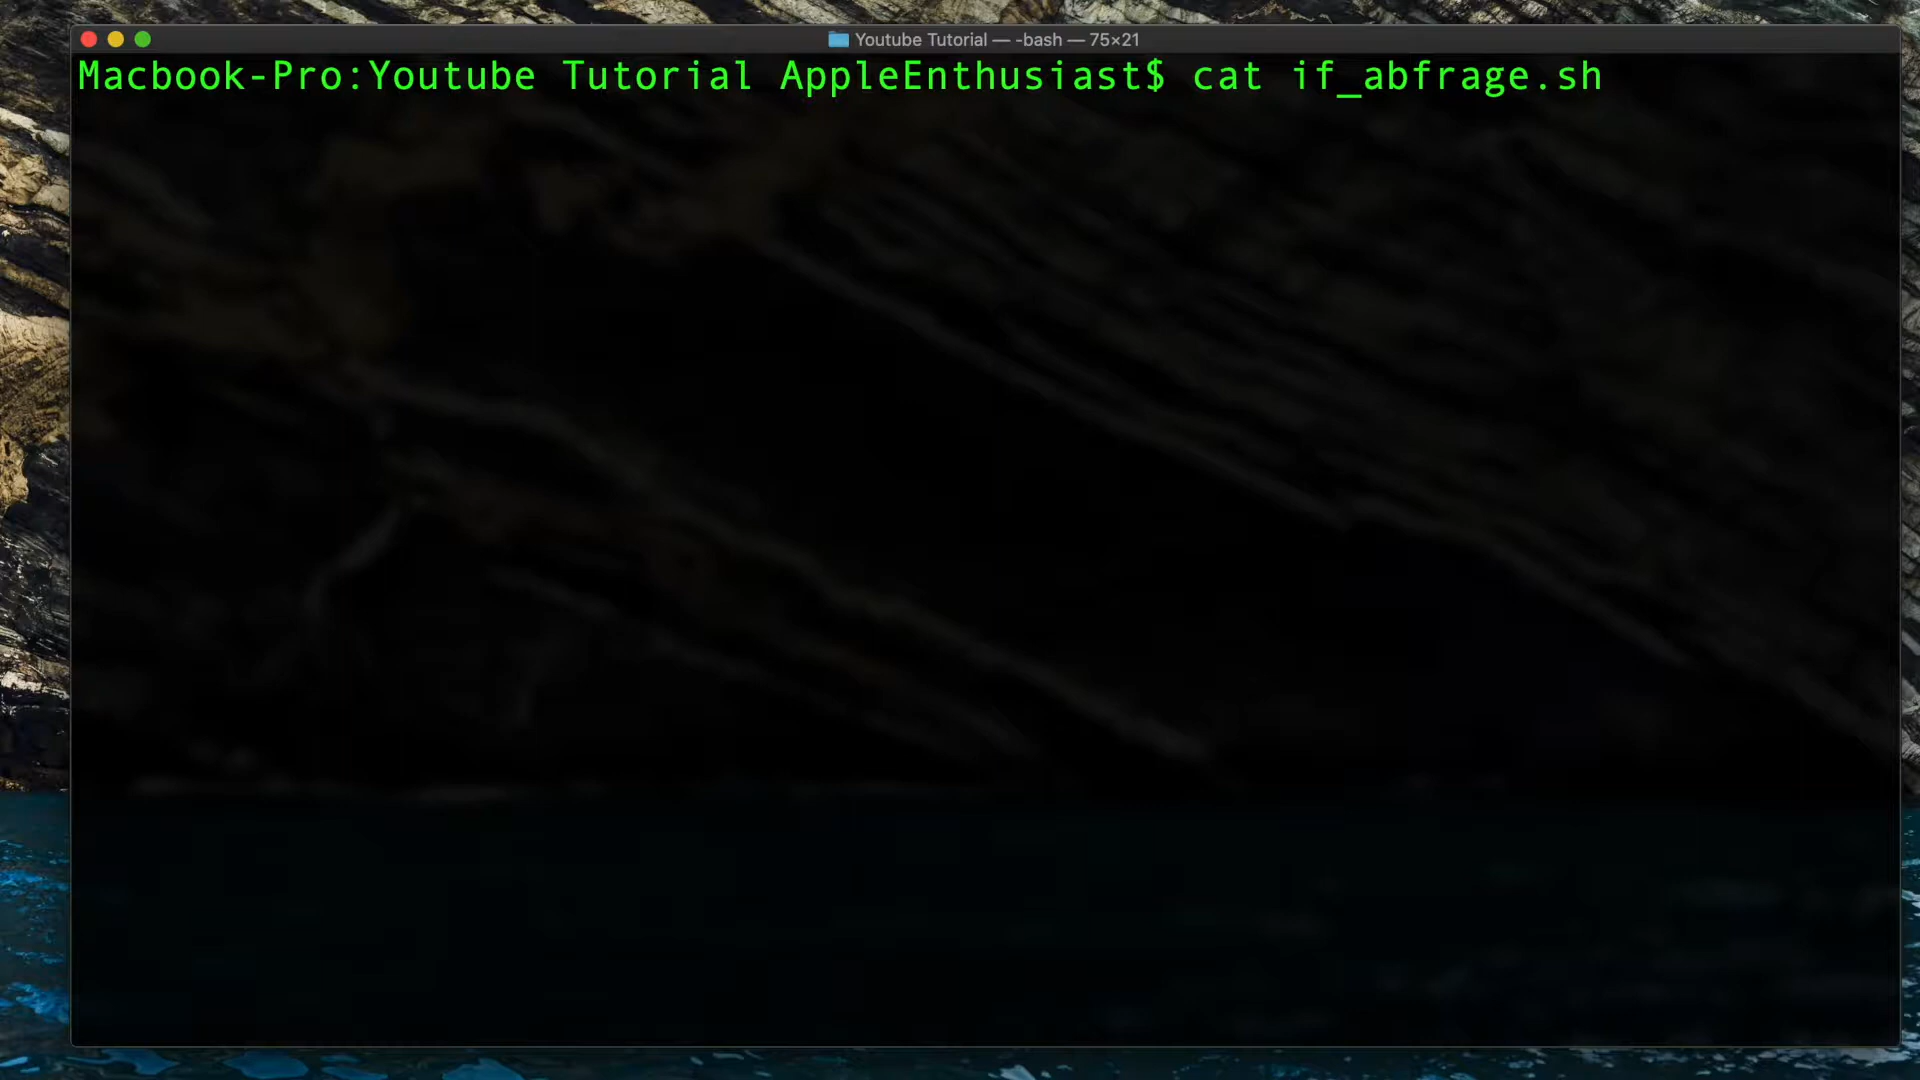 Youtube Tutorial — -bash — 75×21
Macbook-Pro:Youtube Tutorial AppleEnthusiast$ cat if_abfrage.sh